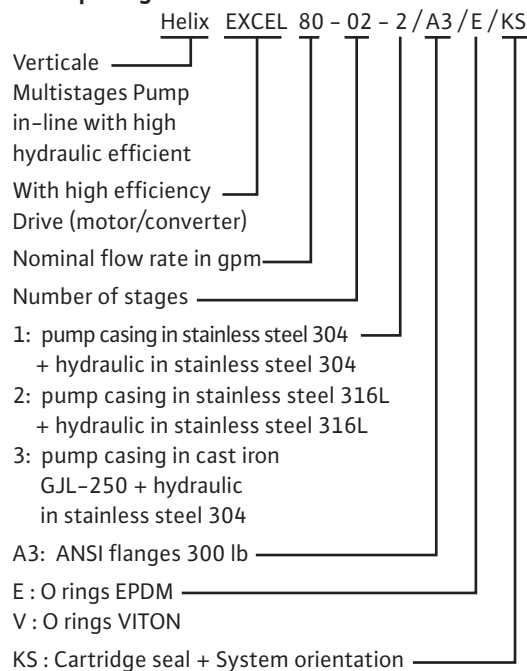 Helix EXCEL 80 - 02 - 2 / A3 / E / KS
Verticale
Multistages Pump
in-line with high
hydraulic efficient
With high efficiency
Drive (motor/converter)
Nominal flow rate in gpm
Number of stages
1: pump casing in stainless steel 304
+ hydraulic in stainless steel 304
2: pump casing in stainless steel 316L
+ hydraulic in stainless steel 316L
3: pump casing in cast iron
GJL-250 + hydraulic
in stainless steel 304
A3: ANSI flanges 300 lb
E : O rings EPDM
V : O rings VITON
KS : Cartridge seal + System orientation